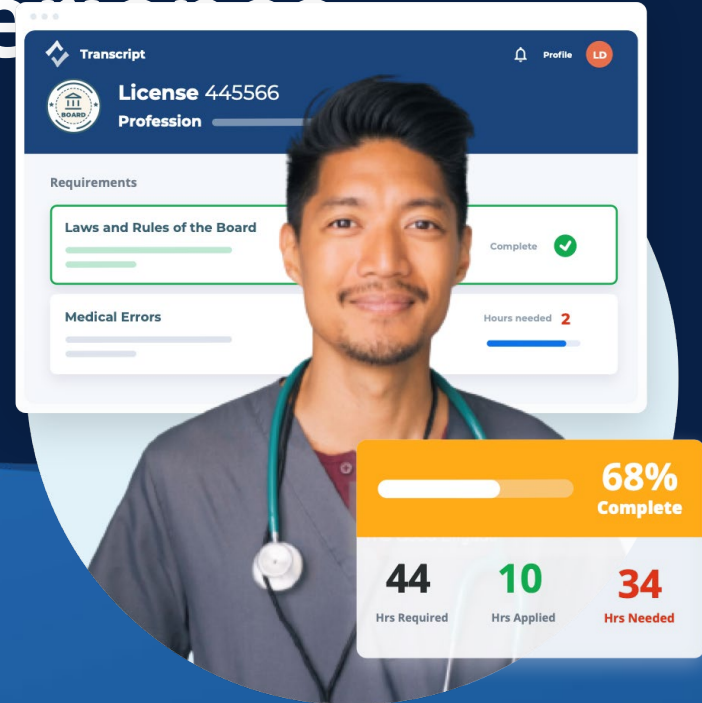 Transcript
Profile
LD
License 445566
BOARD
Profession
Requirements
Laws and Rules of the Board
Complete
Medical Errors
Hours needed 2
68%
Complete
44
10
34
Hrs Required
Hrs Applied
Hrs Needed